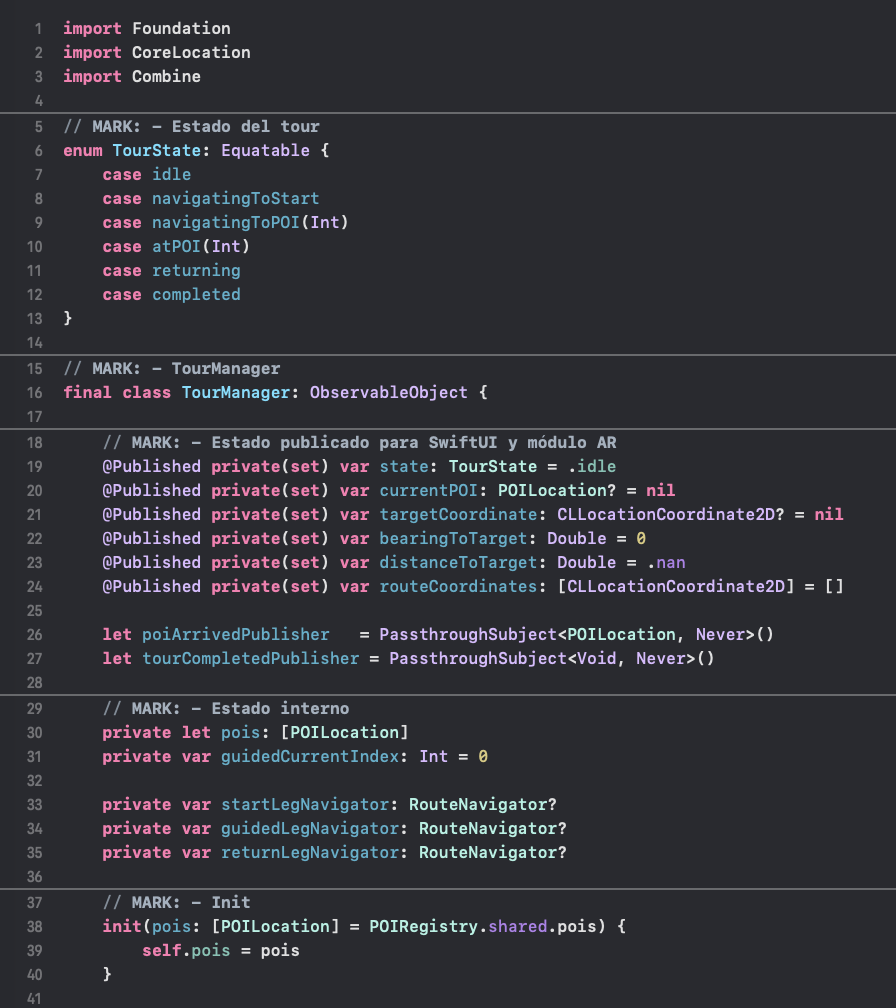 1 import Foundation
2 import CoreLocation
3 import Combine
4
5 // MARK: – Estado del tour
6 enum TourState: Equatable {
7     case idle
8     case navigatingToStart
9     case navigatingToPOI(Int)
10     case atPOI(Int)
11     case returning
12     case completed
13 }
14
15 // MARK: – TourManager
16 final class TourManager: ObservableObject {
17
18     // MARK: – Estado publicado para SwiftUI y módulo AR
19     @Published private(set) var state: TourState = .idle
20     @Published private(set) var currentPOI: POILocation? = nil
21     @Published private(set) var targetCoordinate: CLLocationCoordinate2D? = nil
22     @Published private(set) var bearingToTarget: Double = 0
23     @Published private(set) var distanceToTarget: Double = .nan
24     @Published private(set) var routeCoordinates: [CLLocationCoordinate2D] = []
25
26     let poiArrivedPublisher   = PassthroughSubject<POILocation, Never>()
27     let tourCompletedPublisher = PassthroughSubject<Void, Never>()
28
29     // MARK: – Estado interno
30     private let pois: [POILocation]
31     private var guidedCurrentIndex: Int = 0
32
33     private var startLegNavigator: RouteNavigator?
34     private var guidedLegNavigator: RouteNavigator?
35     private var returnLegNavigator: RouteNavigator?
36
37     // MARK: – Init
38     init(pois: [POILocation] = POIRegistry.shared.pois) {
39         self.pois = pois
40     }
41